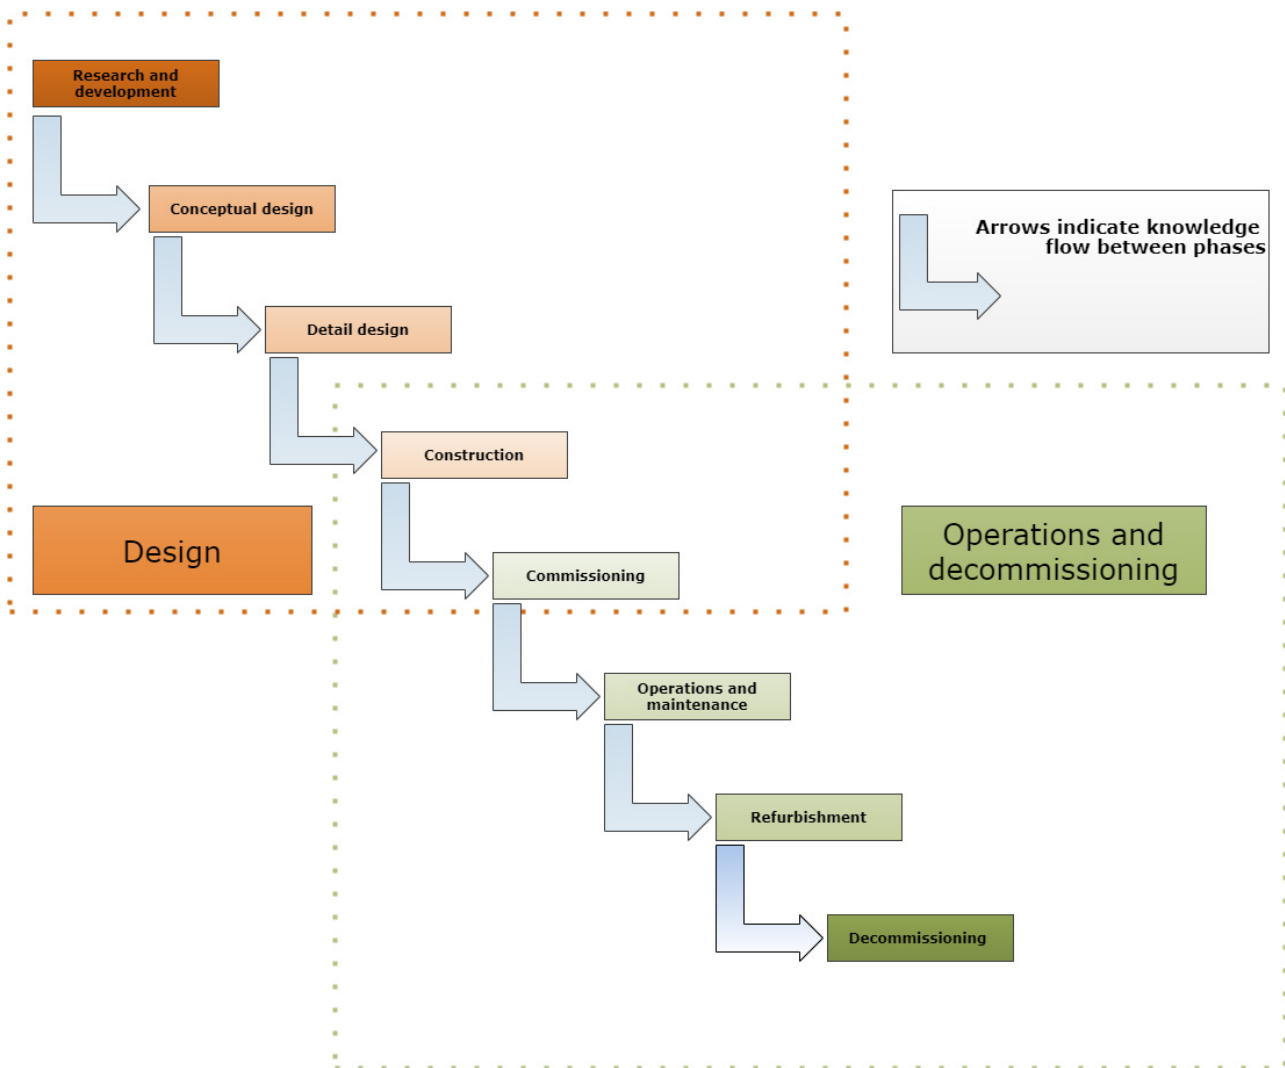 Research and
development
Conceptual design
Arrows indicate knowledge
flow between phases
Detail design
Construction
Design
Operations and
decommissioning
Commissioning
Operations and
maintenance
Refurbishment
Decommissioning